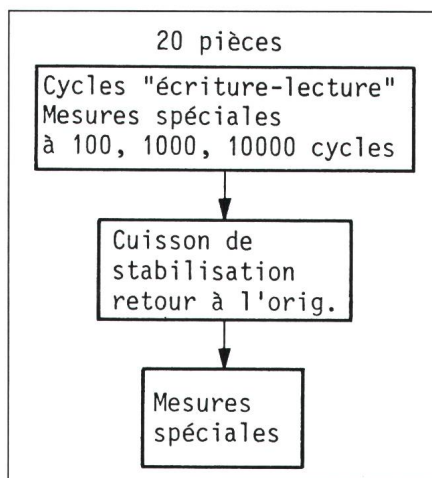 20 pièces
Cycles "écriture-lecture"
Mesures spéciales
à 100, 1000, 10000 cycles
Cuisson de
stabilisation
retour à l'orig.
Mesures
spéciales